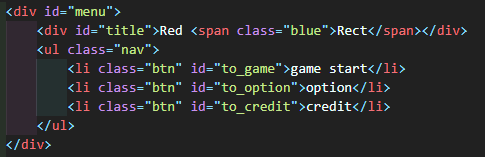 <div id="menu">
    <div id="title">Red <span class="blue">Rect</span></div>
    <ul class="nav">
        <li class="btn" id="to_game">game start</li>
        <li class="btn" id="to_option">option</li>
        <li class="btn" id="to_credit">credit</li>
    </ul>
</div>